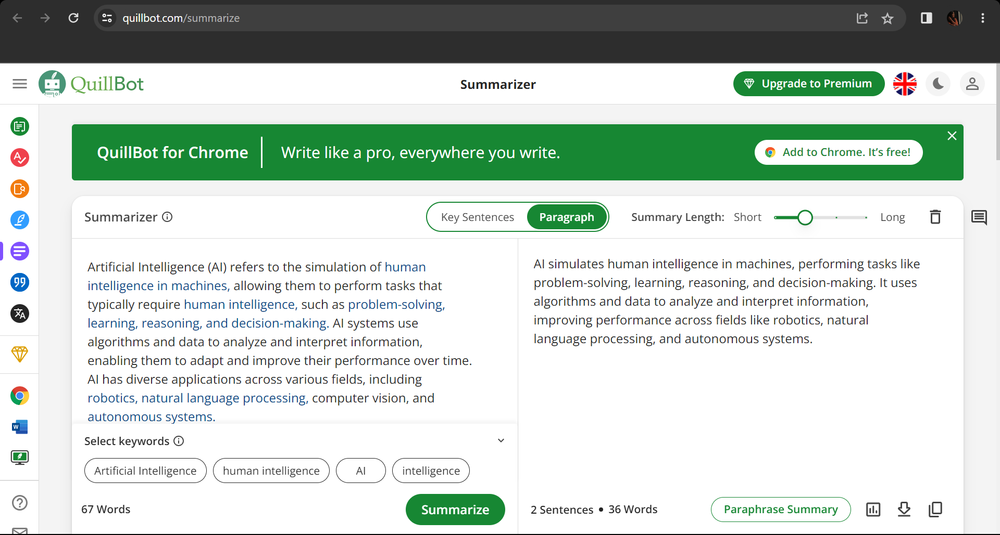 quillbot.com/summarize
QuillBot
Summarizer
Upgrade to Premium
QuillBot for Chrome
Write like a pro, everywhere you write.
Add to Chrome. It’s free!
Summarizer
Key Sentences
Paragraph
Summary Length:
Short
Long
Artificial Intelligence (AI) refers to the simulation of human
intelligence in machines, allowing them to perform tasks that
typically require human intelligence, such as problem-solving,
learning, reasoning, and decision-making. AI systems use
algorithms and data to analyze and interpret information,
enabling them to adapt and improve their performance over time.
AI has diverse applications across various fields, including
robotics, natural language processing, computer vision, and
autonomous systems.
Select keywords
Artificial Intelligence
human intelligence
AI
intelligence
67 Words
Summarize
AI simulates human intelligence in machines, performing tasks like
problem-solving, learning, reasoning, and decision-making. It uses
algorithms and data to analyze and interpret information,
improving performance across fields like robotics, natural
language processing, and autonomous systems.
2 Sentences • 36 Words
Paraphrase Summary